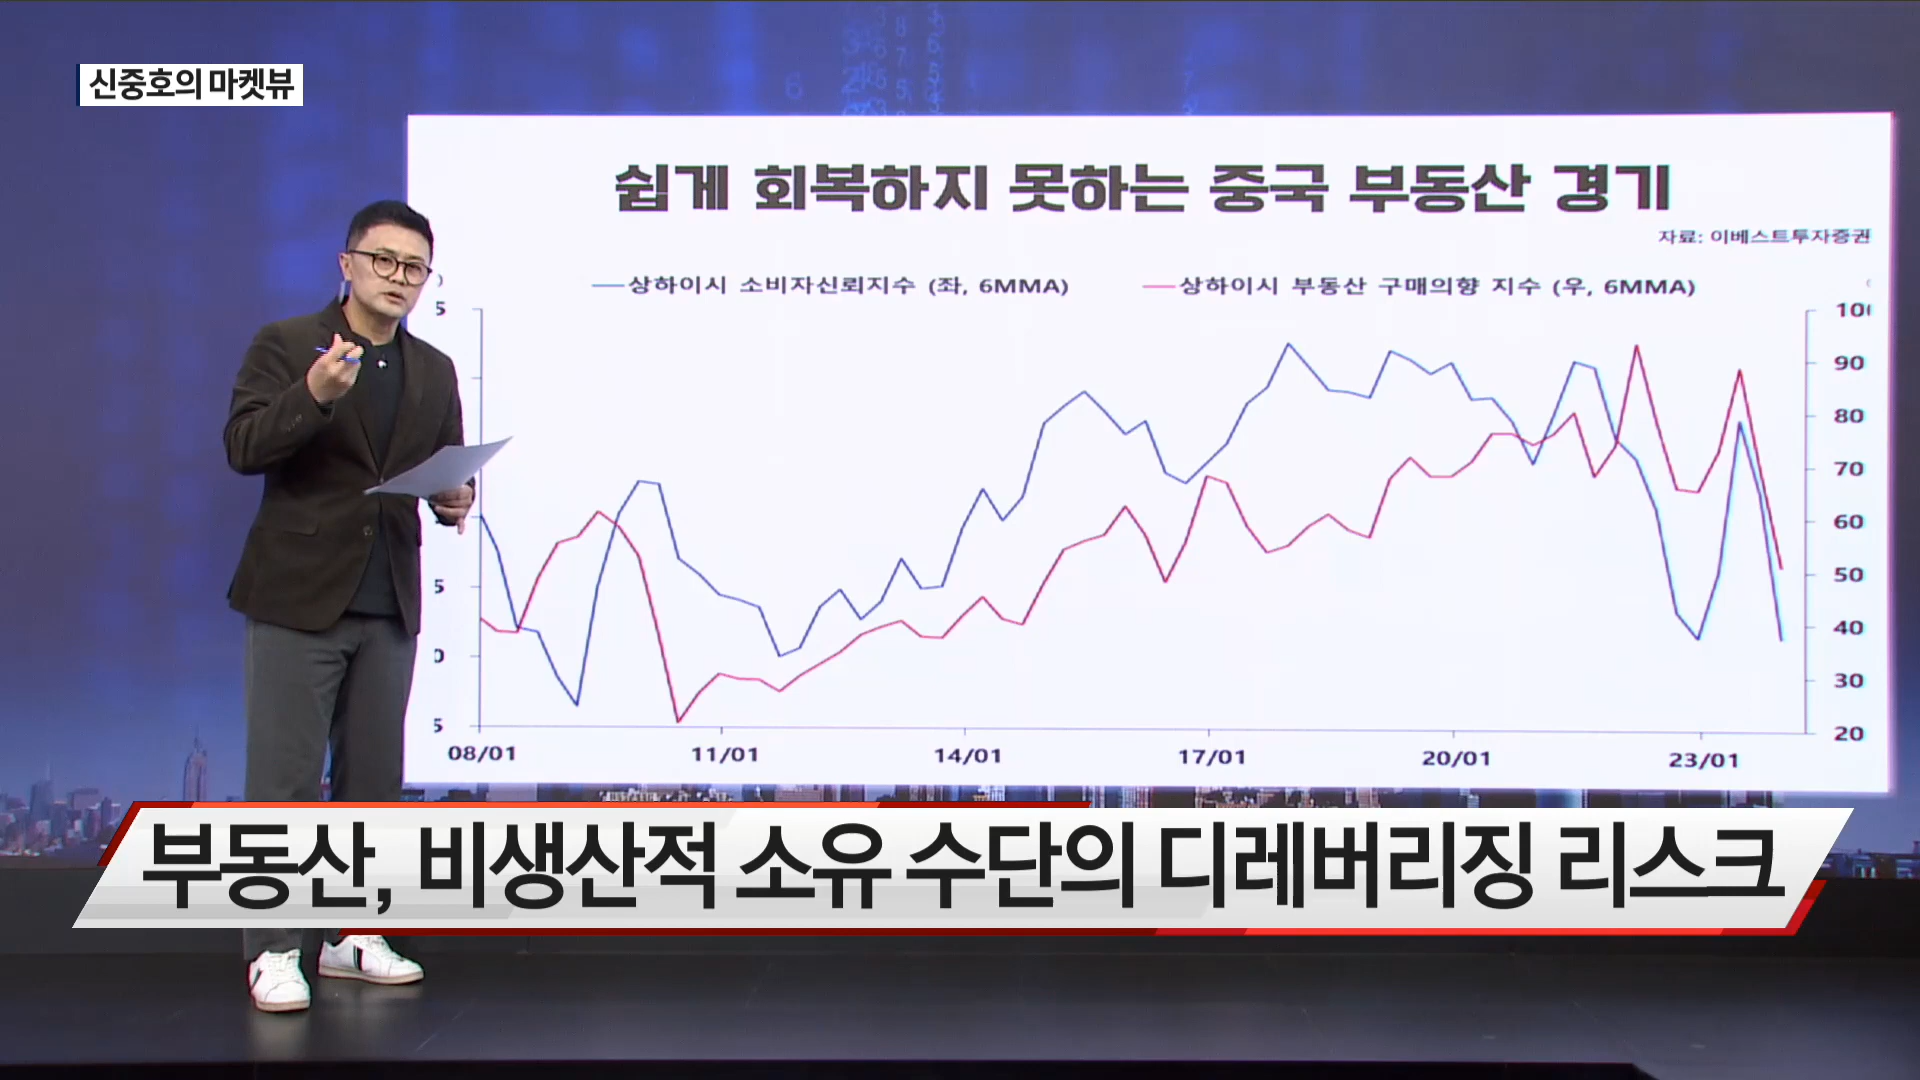 신중호의 마켓뷰
쉽게 회복하지 못하는 중국 부동산 경기
자료: 이베스트투자증권
상하이시 소비자신뢰지수 (좌, 6MMA)
상하이시 부동산 구매의향 지수 (우, 6MMA)
5
5
0
5
100
90
80
70
60
50
40
30
20
08/01 11/01 14/01 17/01 20/01 23/01
부동산, 비생산적 소유 수단의 디레버리징 리스크